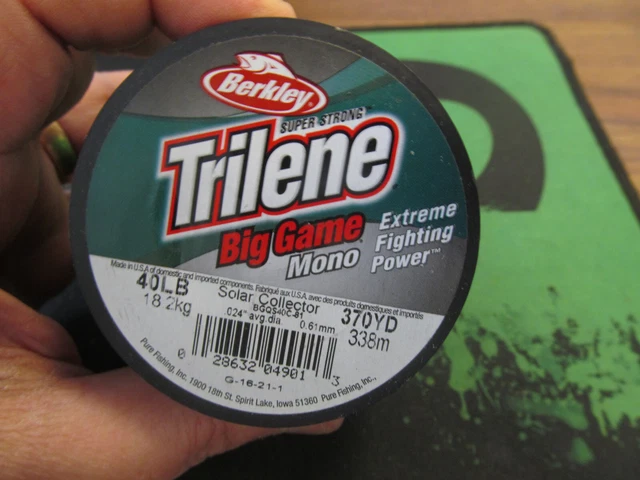 Berkley
SUPER STRONG
Trilene
Big Game
Mono
Extreme
Fighting
Power™
Made in U.S.A of domestic and imported components. Fabriqué aux U.S.A. avec des produits domestiques et importés
40LB
18.2kg
Solar Collector
BGQS40C-81
.024" avg.dia. 0.61mm
370YD
338m
0 28632 04901 3
G-16-21-1
Pure Fishing, Inc. 1900 18th St. Spirit Lake, Iowa 51360 Pure Fishing, Inc.,